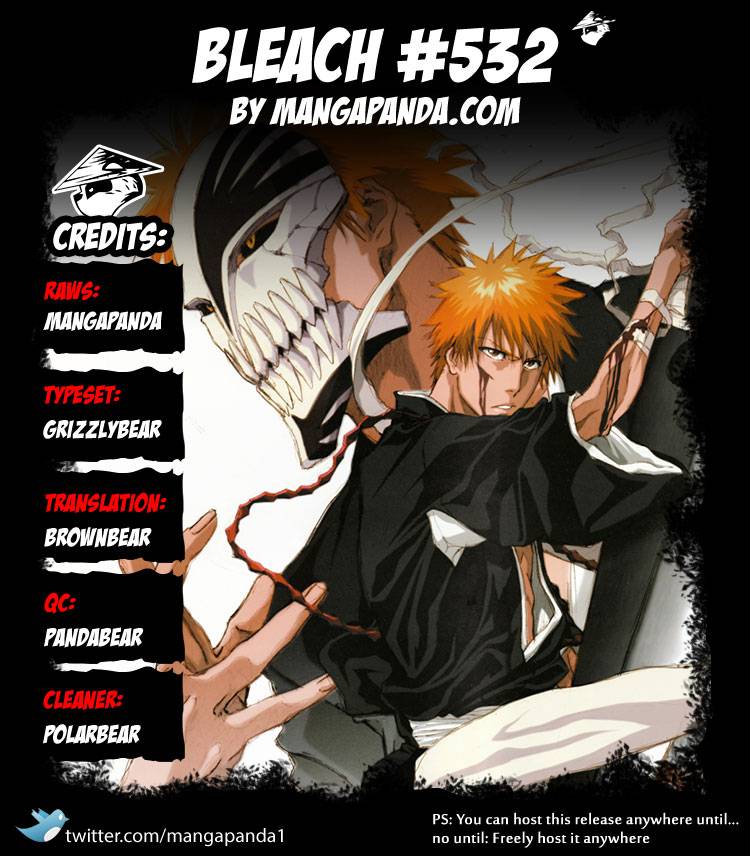 BLEACH #532
BY MANGAPANDA.COM
CREDITS:
RAWS:
MANGAPANDA
TYPESET:
GRIZZLYBEAR
TRANSLATION:
BROWNBEAR
QC:
PANDABEAR
CLEANER:
POLARBEAR
twitter.com/mangapanda1
PS: You can host this release anywhere until...
no until: Freely host it anywhere